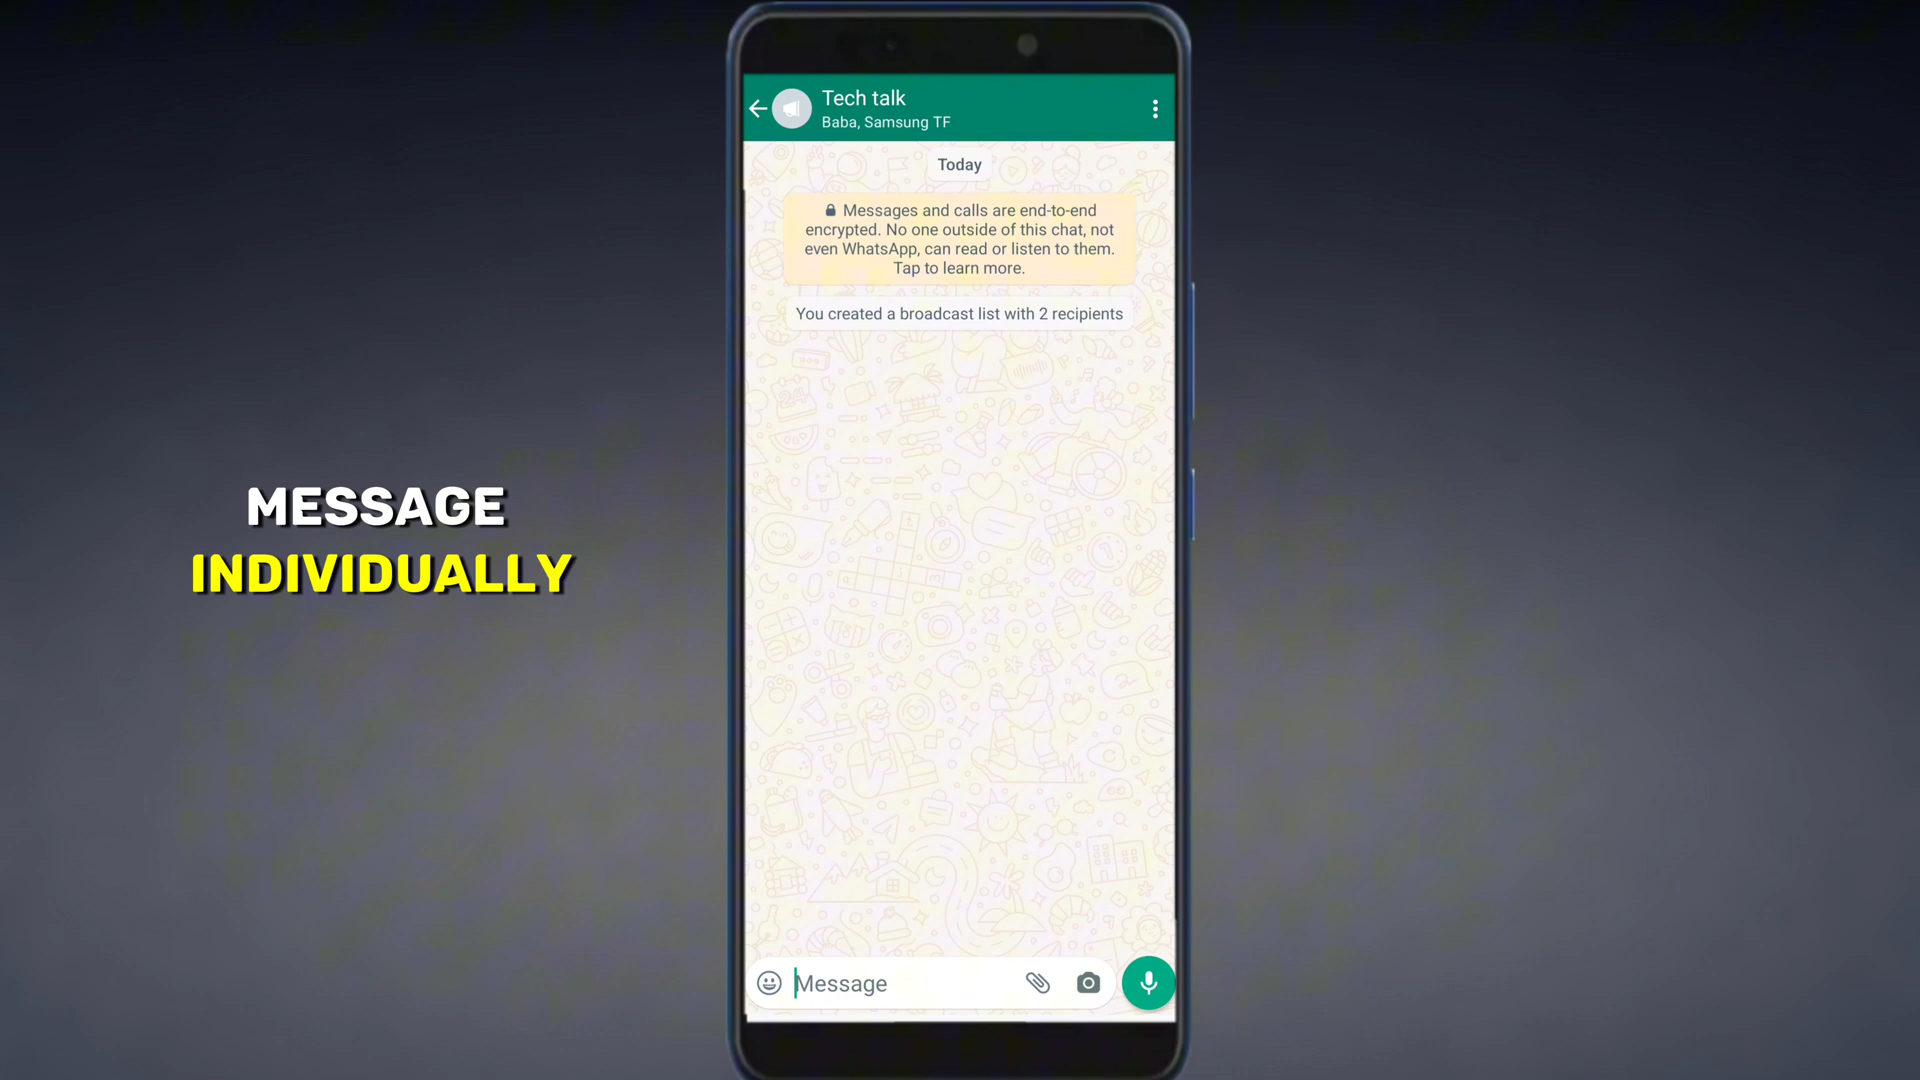 Tech talk
Baba, Samsung TF
Today
Messages and calls are end-to-end
encrypted. No one outside of this chat, not
even WhatsApp, can read or listen to them.
Tap to learn more.
You created a broadcast list with 2 recipients
MESSAGE
INDIVIDUALLY
Message